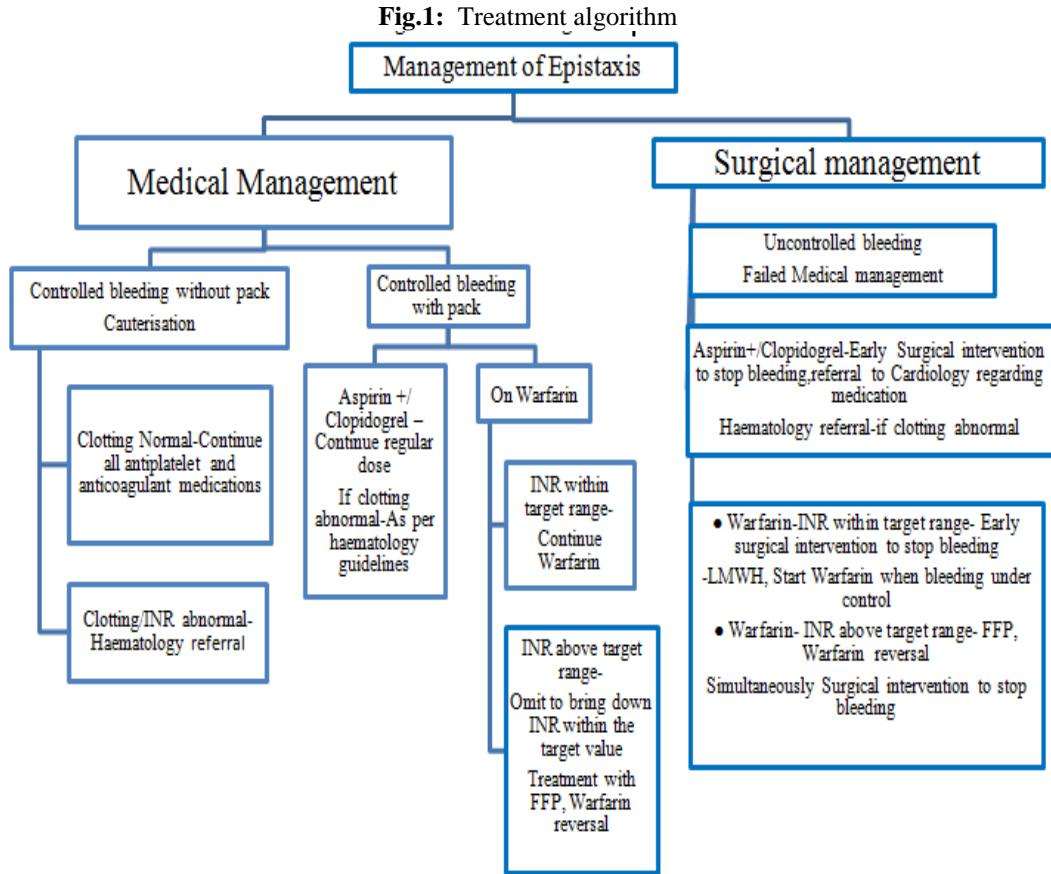 Fig.1: Treatment algorithm
Management of Epistaxis
Medical Management
Surgical management
Controlled bleeding without pack
Cauterisation
Clotting Normal-Continue
all antiplatelet and
anticoagulant medications
Clotting/INR abnormal-
Haematology referral
Controlled bleeding
with pack
Aspirin +/
Clopidogrel –
Continue regular
dose
If clotting
abnormal-As per
haematology
guidelines
On Warfarin
INR within
target range-
Continue
Warfarin
INR above target
range-
Omit to bring down
INR within the
target value
Treatment with
FFP, Warfarin
reversal
Uncontrolled bleeding
Failed Medical management
Aspirin+/Clopidogrel-Early Surgical intervention
to stop bleeding,referral to Cardiology regarding
medication
Haematology referral-if clotting abnormal
● Warfarin-INR within target range- Early
surgical intervention to stop bleeding
-LMWH, Start Warfarin when bleeding under
control
● Warfarin- INR above target range- FFP,
Warfarin reversal
Simultaneously Surgical intervention to stop
bleeding